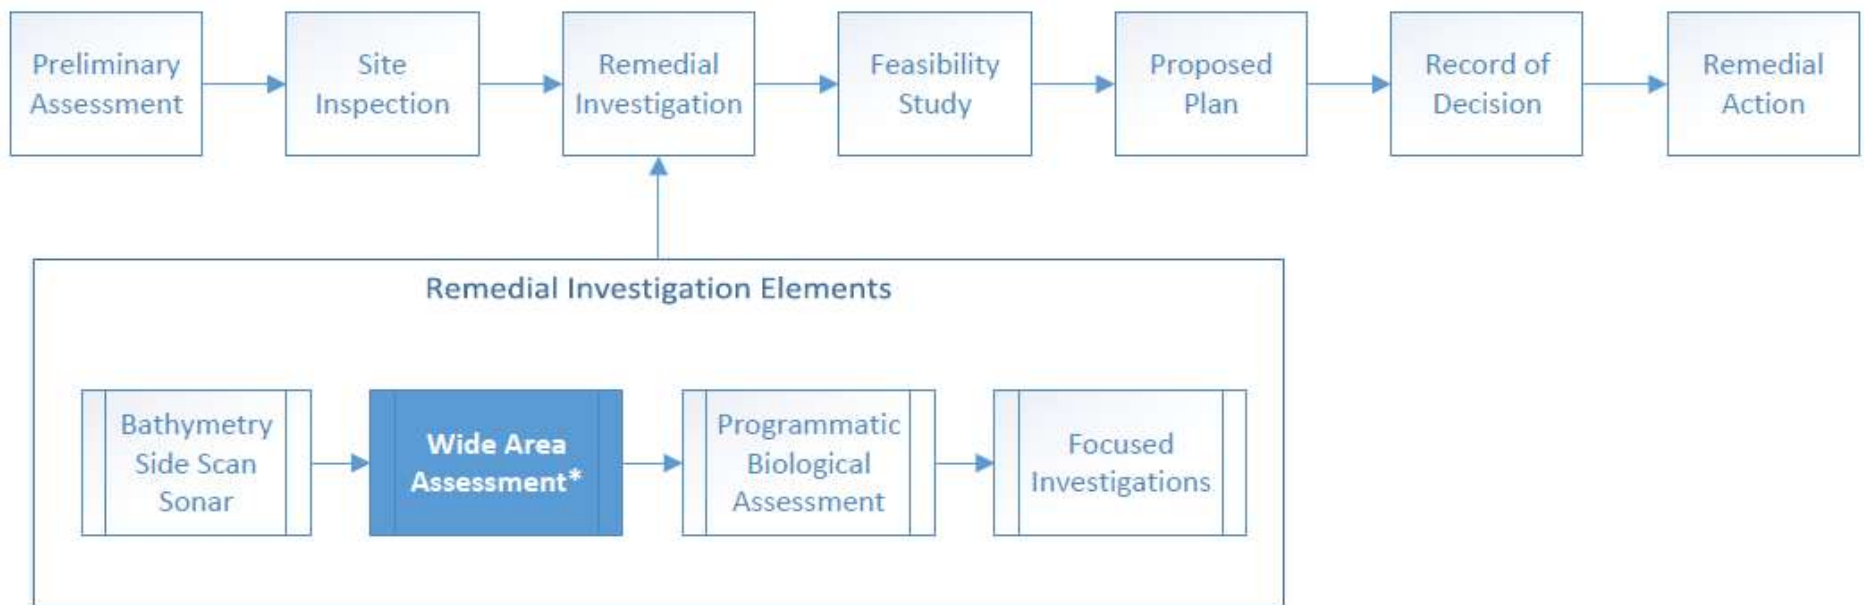 Preliminary
Assessment
Site
Inspection
Remedial
Investigation
Feasibility
Study
Proposed
Plan
Record of
Decision
Remedial
Action
Remedial Investigation Elements
Bathymetry
Side Scan
Sonar
Wide Area
Assessment*
Programmatic
Biological
Assessment
Focused
Investigations